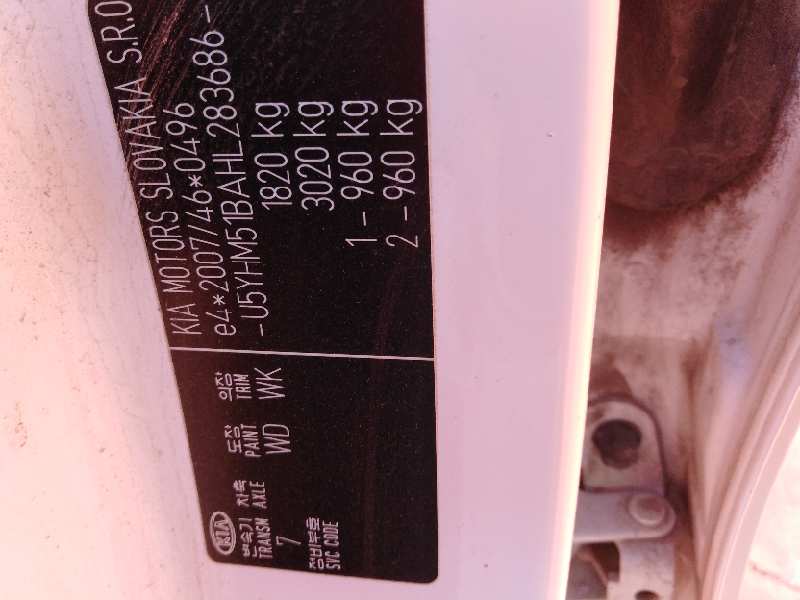 KIA MOTORS SLOVAKIA S.R.O
e4*2007/46*0496
-U5YHM51BAHL283686-
1820 kg
3020 kg
1- 960 kg
2- 960 kg
KIA
변속기 차축 도장 의장
TRANSM AXLE PAINT TRIM
7 WD WK
정비부호
SVC CODE